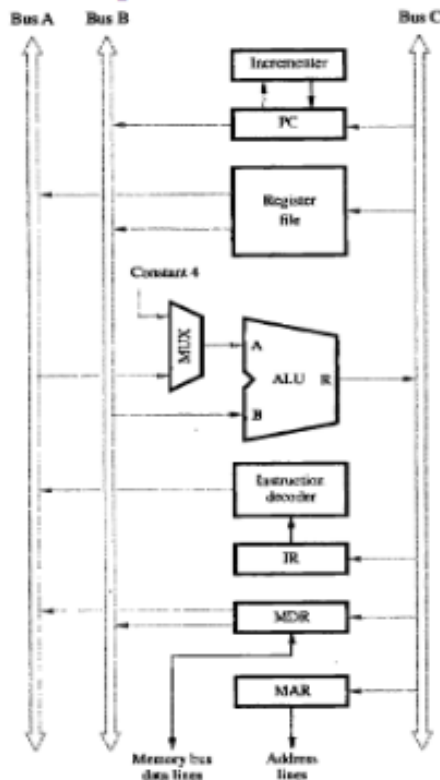 Bus A Bus B Bus C
Incrementer
PC
Register
file
Constant 4
MUX
A
ALU R
B
Instruction
decoder
IR
MDR
MAR
Memory bus
data lines
Address
lines